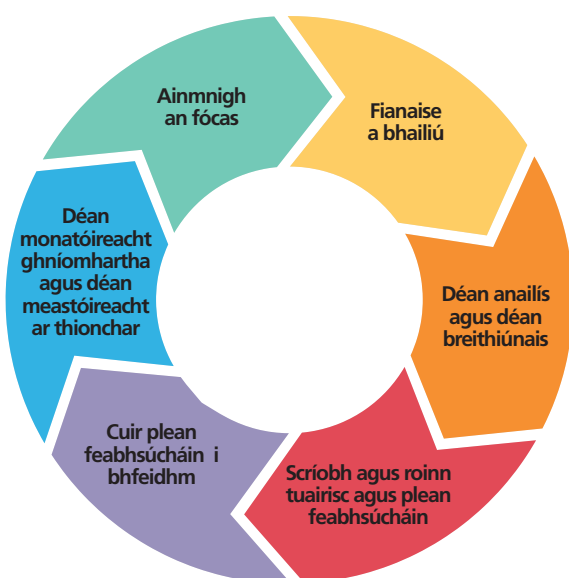 Ainmnigh
an fócas
Fianaise
a bhailiú
Déan anailís
agus déan
breithiúnais
Scríobh agus roinn
tuairisc agus plean
feabhsúcháin
Cuir plean
feabhsúcháin i
bhfeidhm
Déan
monatóireacht
ghníomhartha
agus déan
meastóireacht
ar thionchar